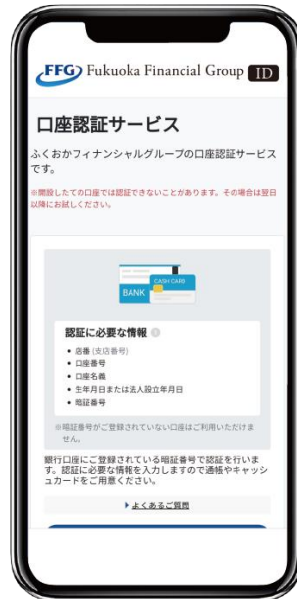 FFG Fukuoka Financial Group ID
口座認証サービス
ふくおかフィナンシャルグループの口座認証サービス
です。
※開設したての口座では認証できないことがあります。その場合は翌日
以降にお試しください。
CASH CARD
BANK
認証に必要な情報
• 店番 (支店番号)
• 口座番号
• 口座名義
• 生年月日または法人設立年月日
• 暗証番号
※暗証番号がご登録されていない口座はご利用いただけま
せん。
銀行口座にご登録されている暗証番号で認証を行いま
す。認証に必要な情報を入力しますので通帳やキャッシ
ュカードをご用意ください。
よくあるご質問